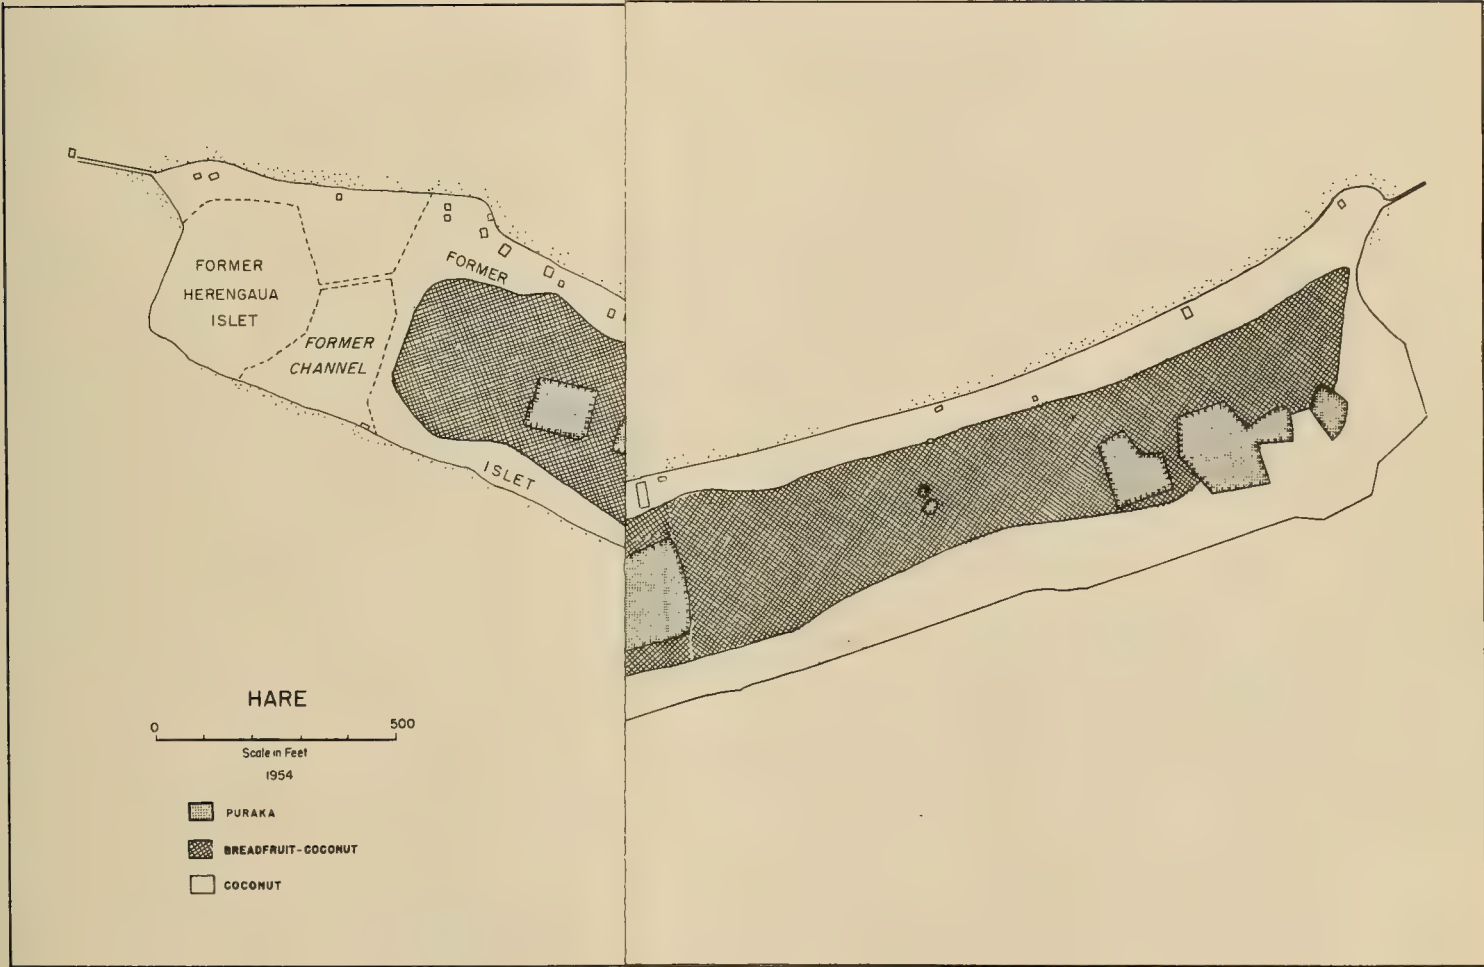 FORMER
HERENGAUA
ISLET
FORMER
CHANNEL
FORMER
ISLET
HARE
0 500
Scale in Feet
1954
PURAKA
BREADFRUIT-COCONUT
COCONUT